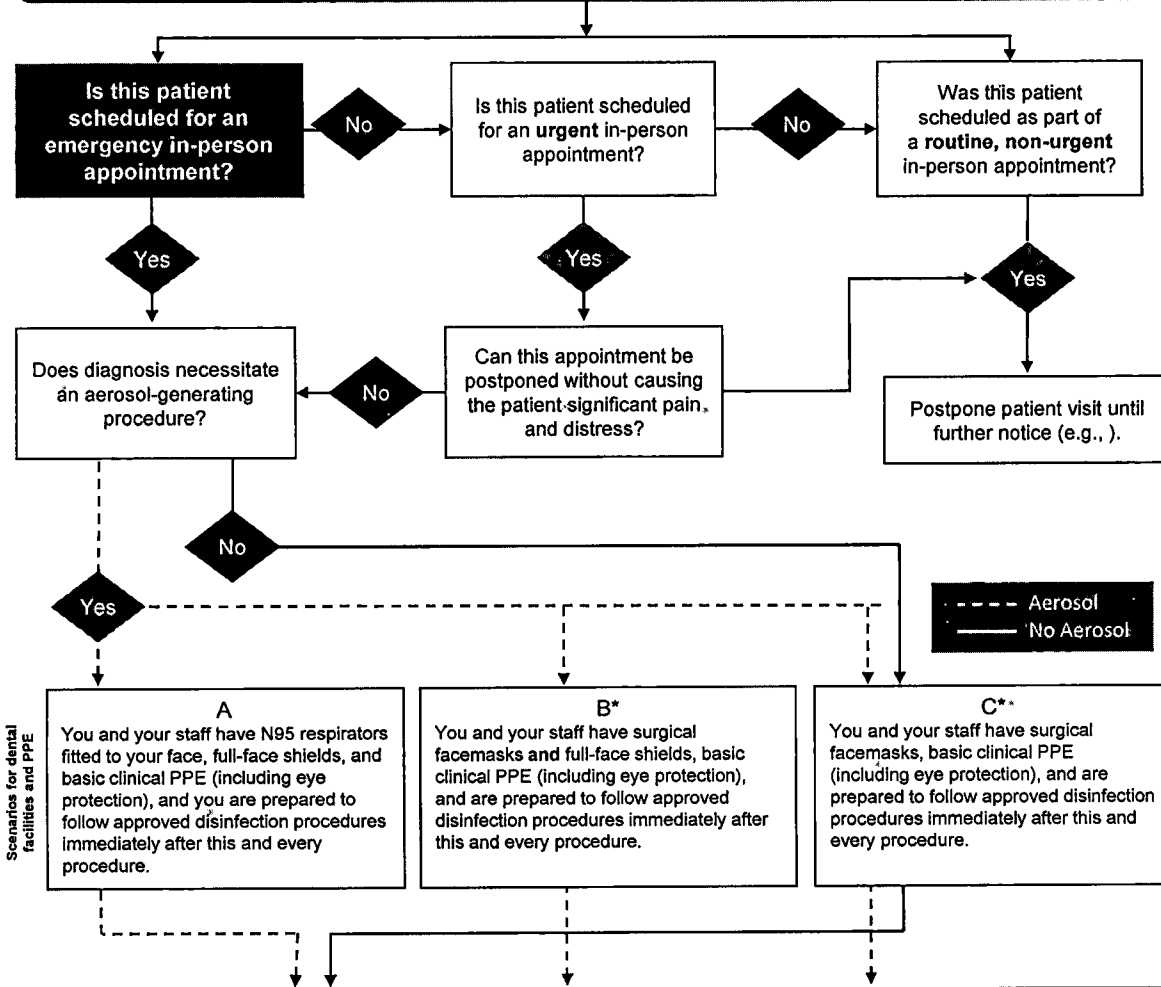 Is this patient
scheduled for an
emergency in-person
appointment?
No
Is this patient scheduled
for an urgent in-person
appointment?
No
Was this patient
scheduled as part of
a routine, non-urgent
in-person appointment?
Yes
Yes
Yes
Does diagnosis necessitate
an aerosol-generating
procedure?
No
Can this appointment be
postponed without causing
the patient significant pain
and distress?
Postpone patient visit until
further notice (e.g., ).
No
Yes
Aerosol
No Aerosol
Scenarios for dental
facilities and PPE
A
You and your staff have N95 respirators
fitted to your face, full-face shields, and
basic clinical PPE (including eye
protection), and you are prepared to
follow approved disinfection procedures
immediately after this and every
procedure.
B*
You and your staff have surgical
facemasks and full-face shields, basic
clinical PPE (including eye protection),
and are prepared to follow approved
disinfection procedures immediately after
this and every procedure.
C**
You and your staff have surgical
facemasks, basic clinical PPE
(including eye protection), and are
prepared to follow approved disinfection
procedures immediately after this and
every procedure.